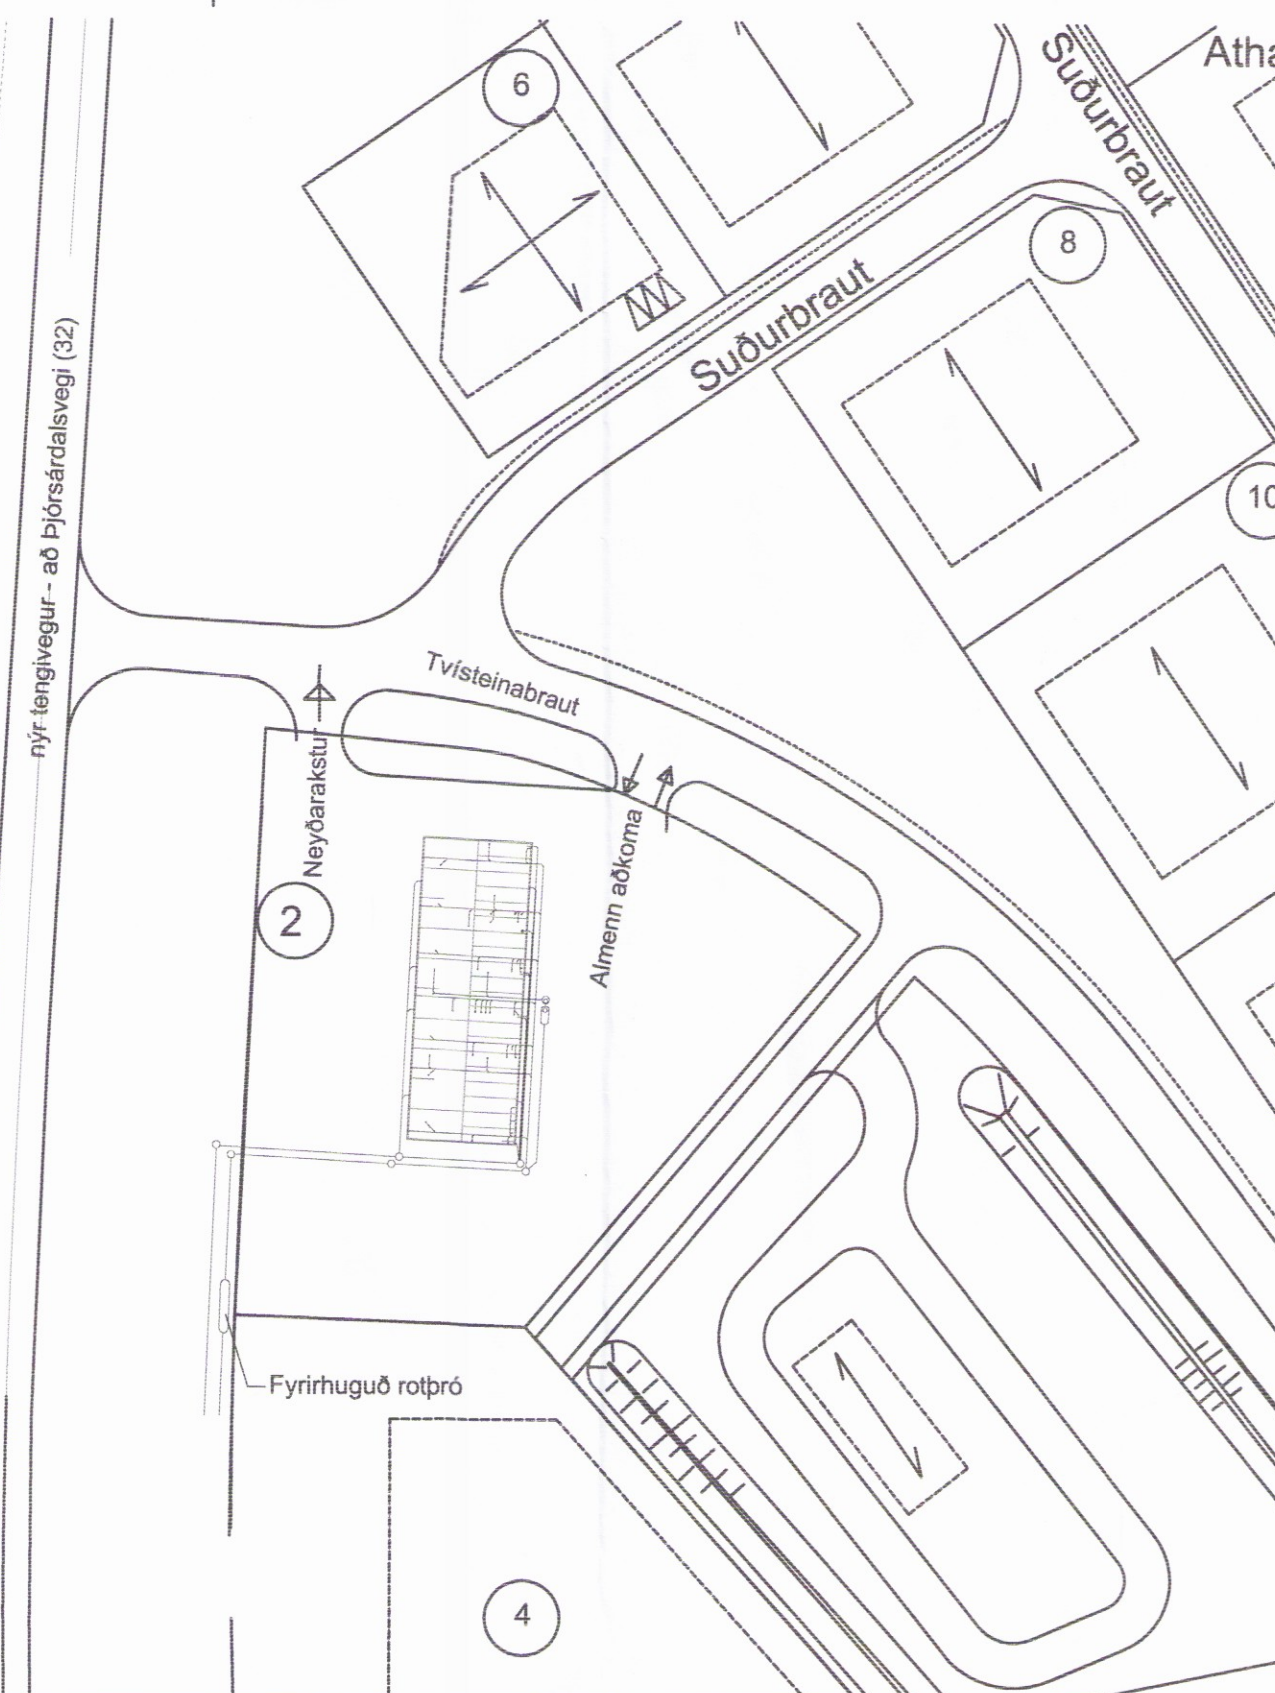 6
Suðurbraut
Atha
8
Suðurbraut
10
nýr tengivegur - að Þjórsárdalsvegi (32)
Tvísteinabraut
Neyðarakstur
Almenn aðkoma
2
Fyrirhuguð rotþró
4